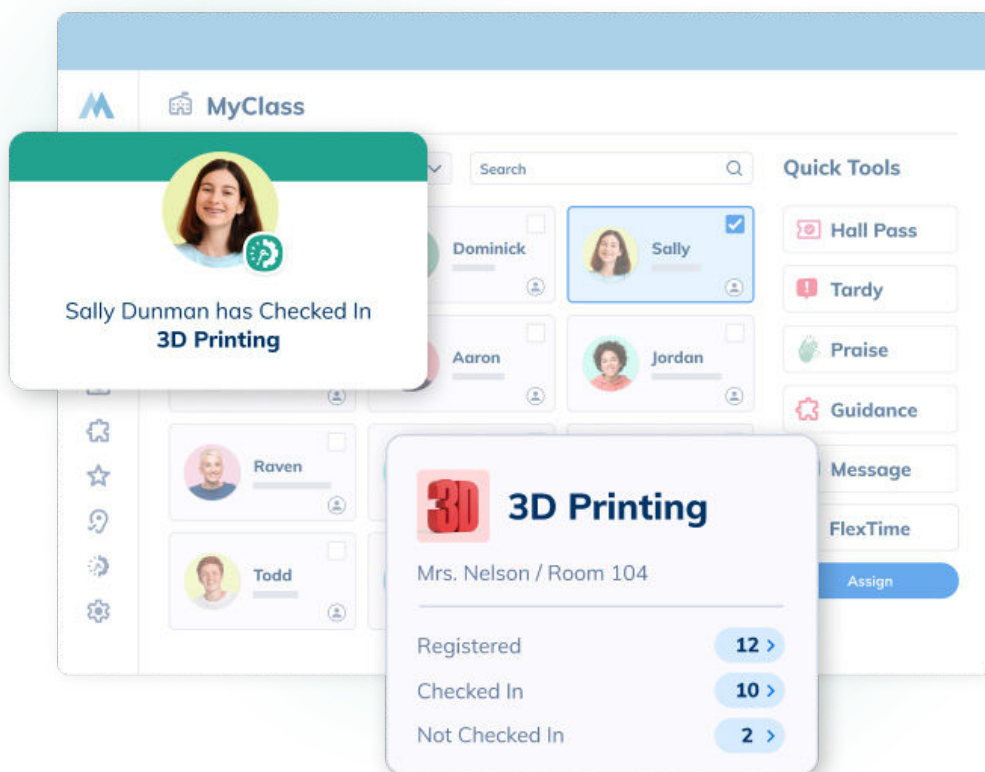 MyClass
Search
Quick Tools
Sally Dunman has Checked In
3D Printing
Dominick
Sally
Aaron
Jordan
Raven
Todd
Hall Pass
Tardy
Praise
Guidance
Message
FlexTime
Assign
3D
3D Printing
Mrs. Nelson / Room 104
Registered 12 >
Checked In 10 >
Not Checked In 2 >